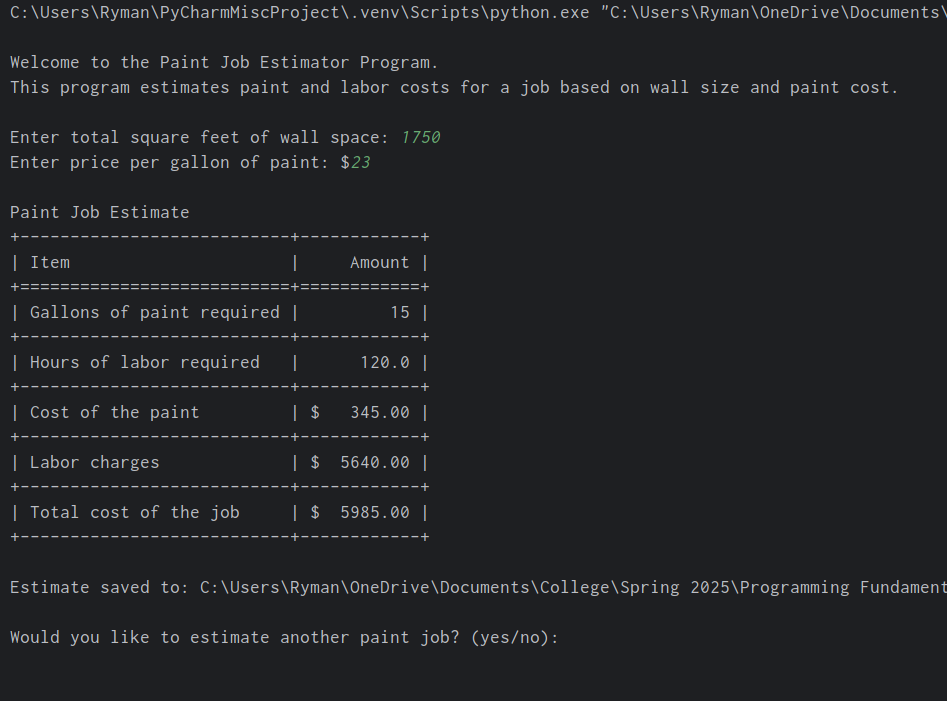 C:\Users\Ryman\PyCharmMiscProject\.venv\Scripts\python.exe "C:\Users\Ryman\OneDrive\Documents\
Welcome to the Paint Job Estimator Program.
This program estimates paint and labor costs for a job based on wall size and paint cost.
Enter total square feet of wall space: 1750
Enter price per gallon of paint: $23
Paint Job Estimate
+---------------------------+------------+
| Item                      |     Amount |
+===========================+============+
| Gallons of paint required |         15 |
+---------------------------+------------+
| Hours of labor required   |      120.0 |
+---------------------------+------------+
| Cost of the paint         | $   345.00 |
+---------------------------+------------+
| Labor charges             | $  5640.00 |
+---------------------------+------------+
| Total cost of the job     | $  5985.00 |
+---------------------------+------------+
Estimate saved to: C:\Users\Ryman\OneDrive\Documents\College\Spring 2025\Programming Fundament
Would you like to estimate another paint job? (yes/no):